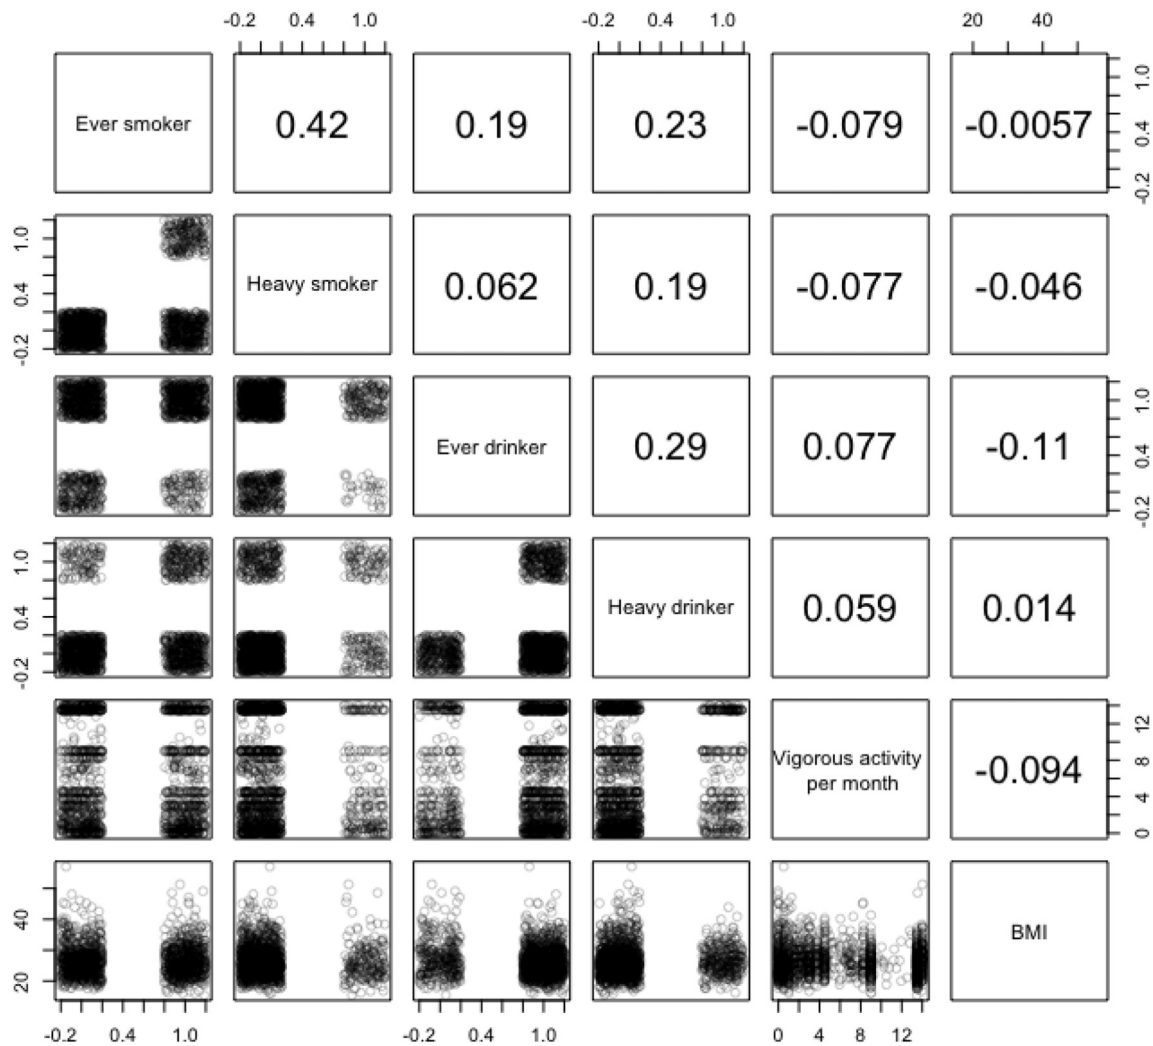 -0.2 0.4 1.0 -0.2 0.4 1.0 20 40
Ever smoker 0.42 0.19 0.23 -0.079 -0.0057 -0.2 0.4 1.0
-0.2 0.4 1.0 Heavy smoker 0.062 0.19 -0.077 -0.046
Ever drinker 0.29 0.077 -0.11 -0.2 0.4 1.0
-0.2 0.4 1.0 Heavy drinker 0.059 0.014
Vigorous activity
per month -0.094 0 4 8 12
20 40 BMI
-0.2 0.4 1.0 -0.2 0.4 1.0 0 4 8 12